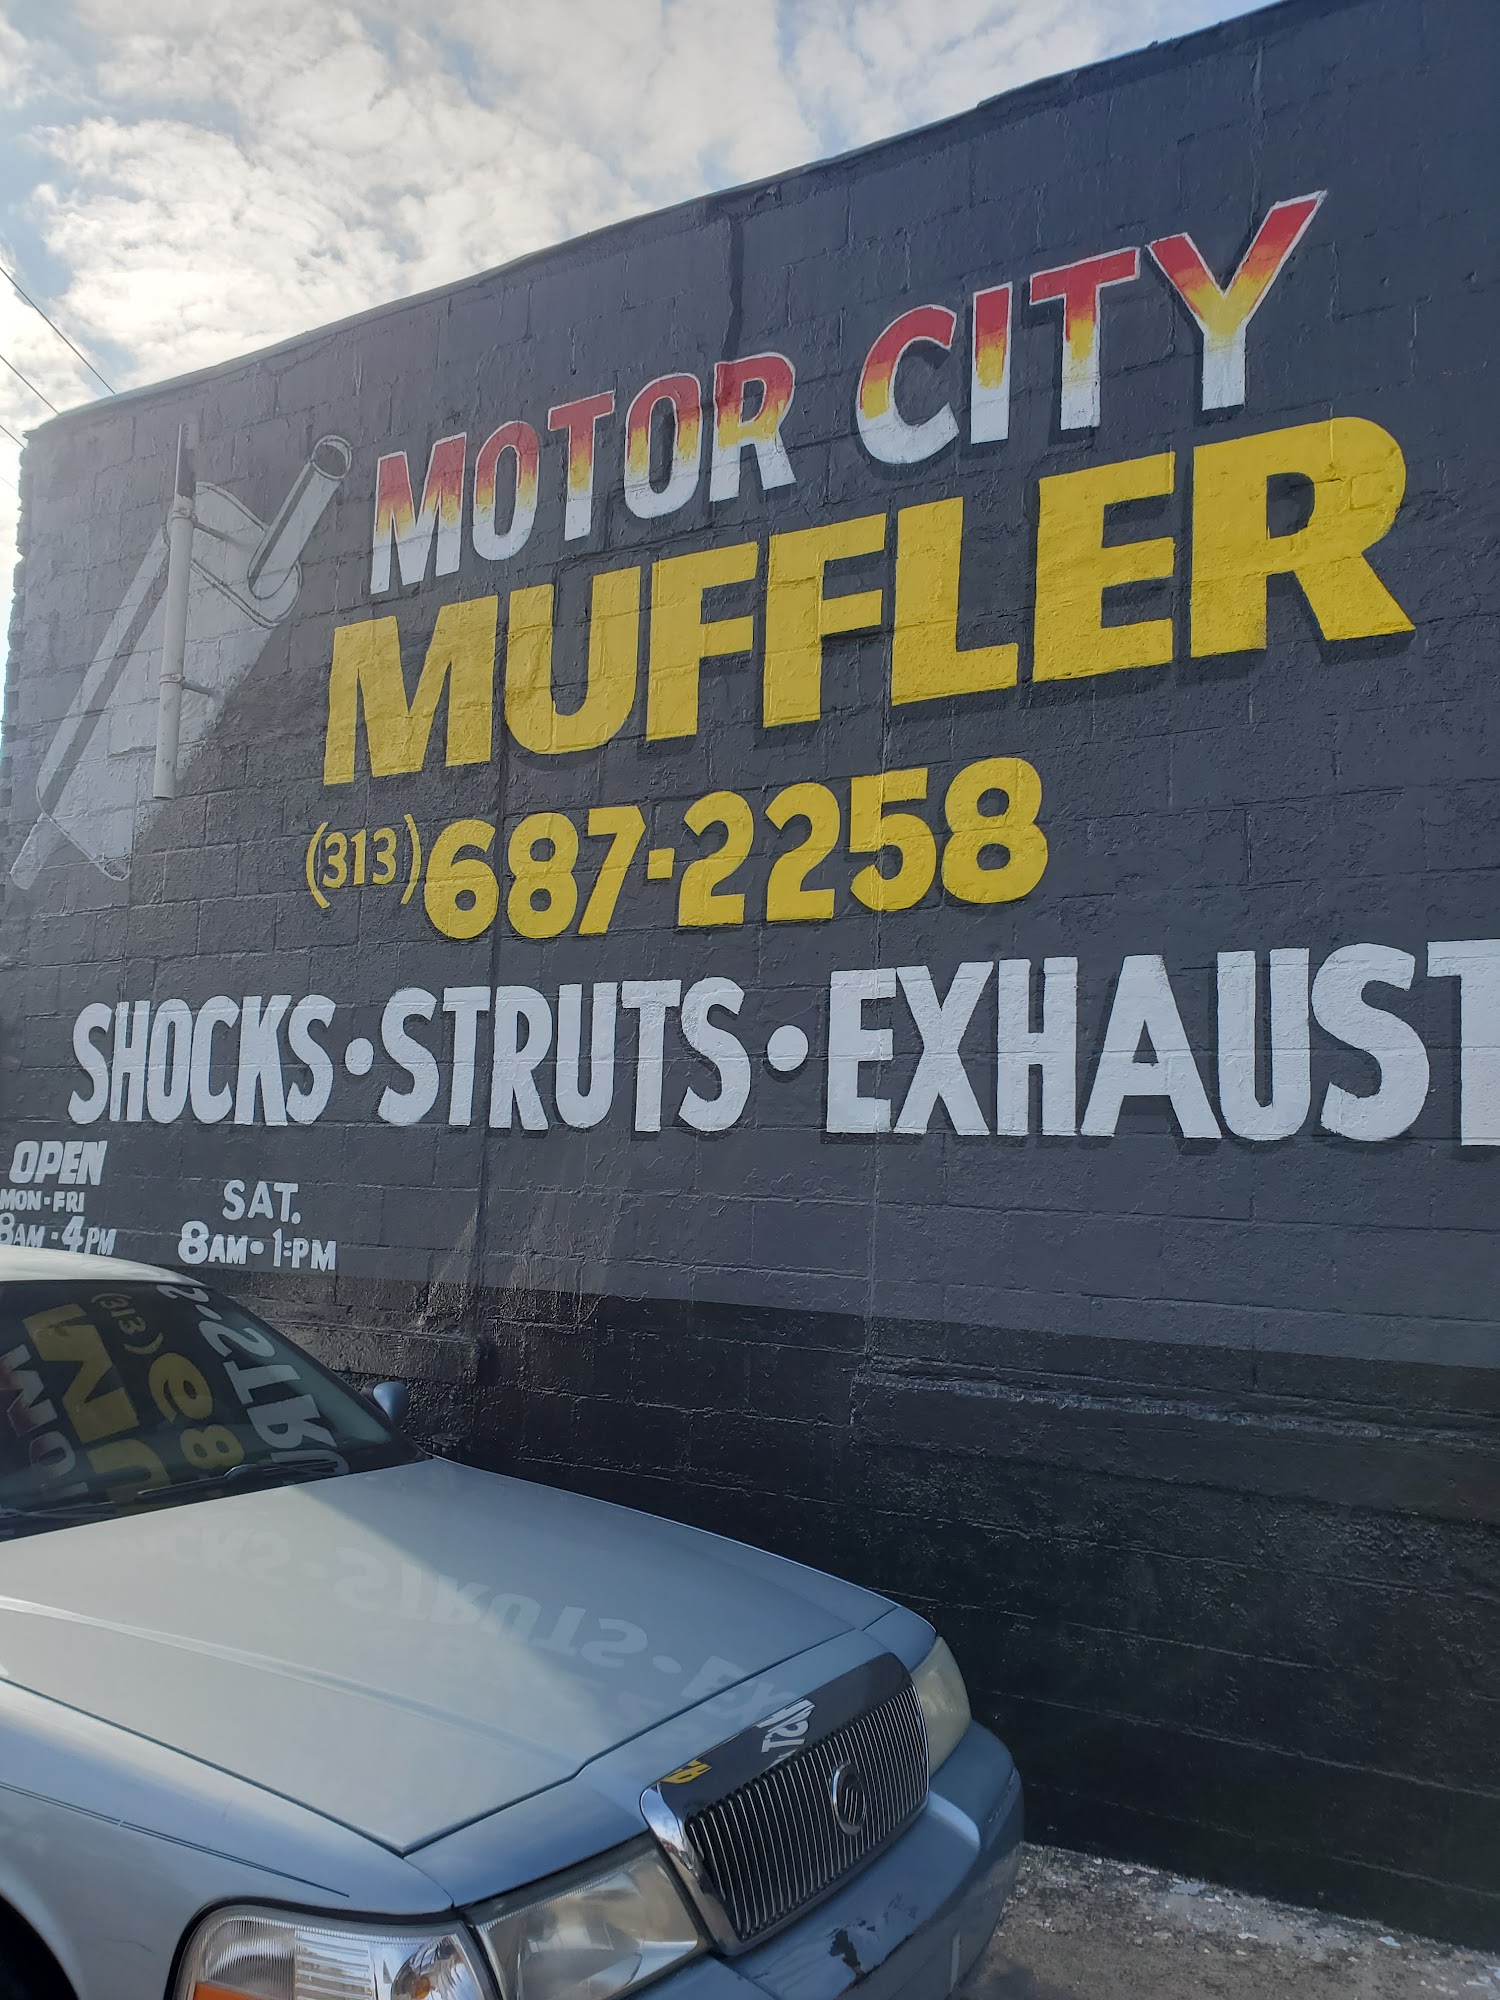 MOTOR CITY
MUFFLER
(313) 687-2258
SHOCKS • STRUTS • EXHAUST
OPEN
MON-FRI
8AM-4PM
SAT.
8AM•1:PM